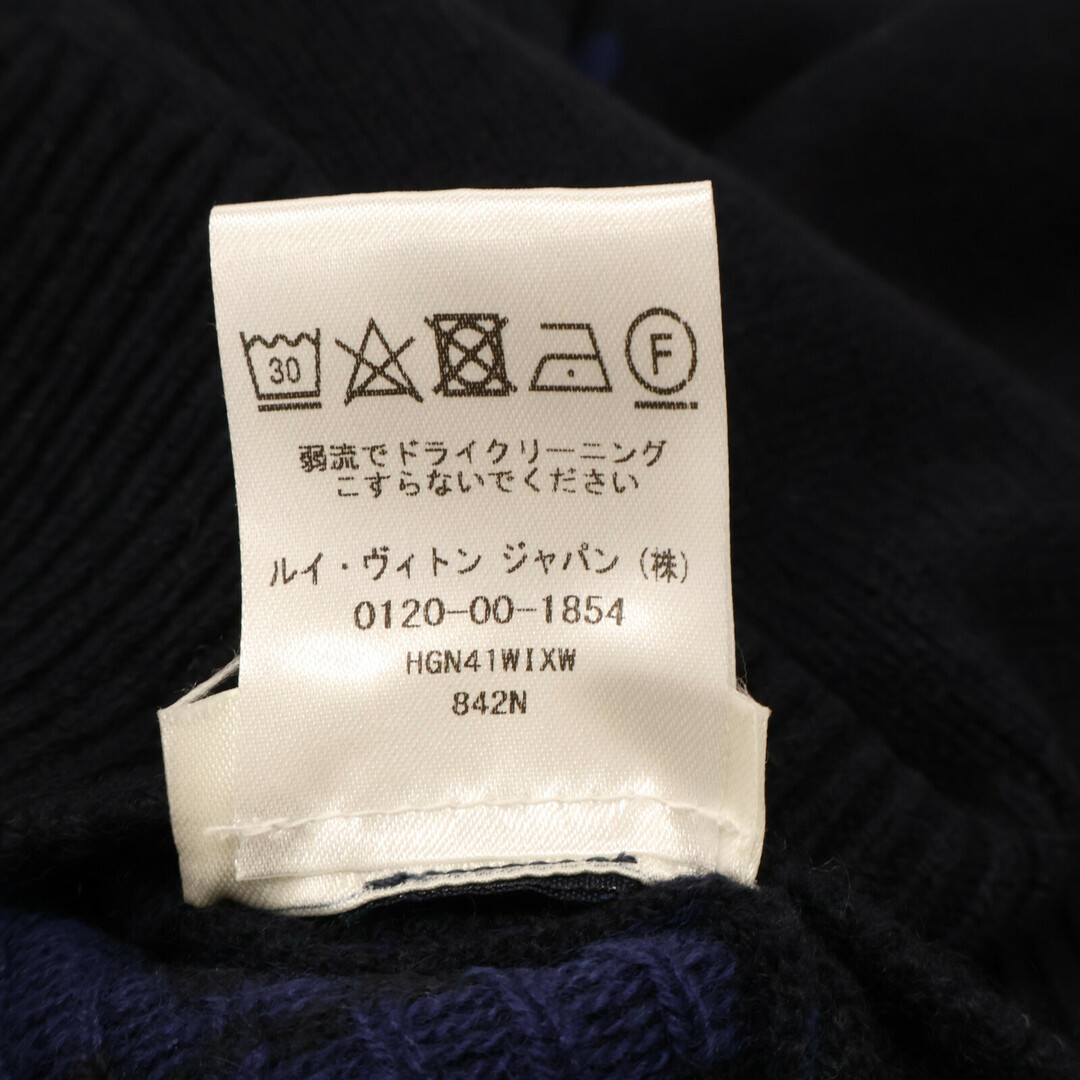 30 F
弱流でドライクリーニング
こすらないでください
ルイ・ヴィトン ジャパン (株)
0120-00-1854
HGN41WIXW
842N